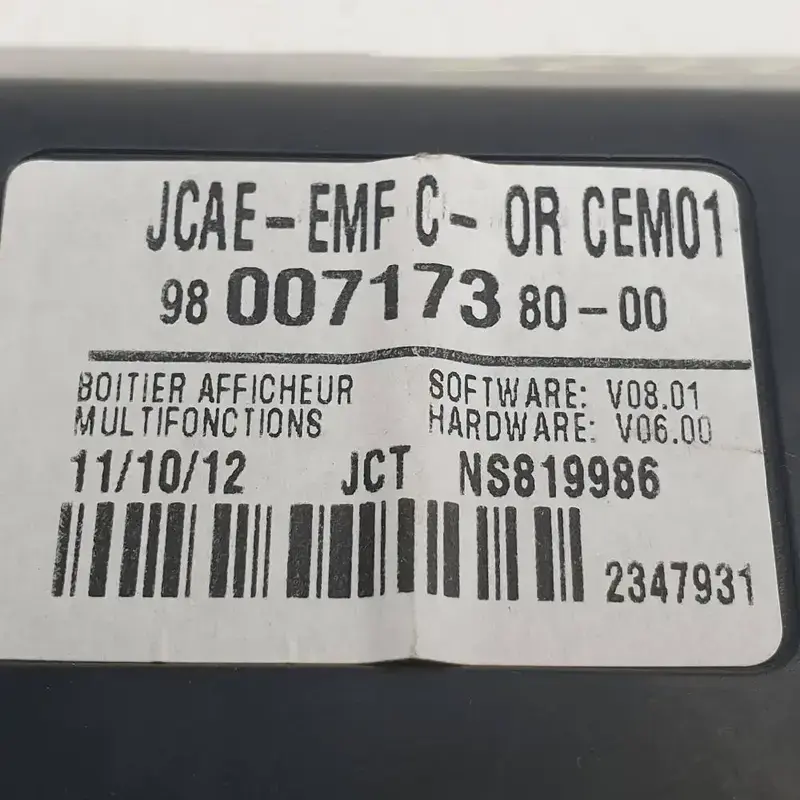 JCAE-EMF C- OR CEM01
98 007173 80-00
BOITIER AFFICHEUR SOFTWARE: V08.01
MULTIFONCTIONS HARDWARE: V06.00
11/10/12 JCT NS819986
2347931